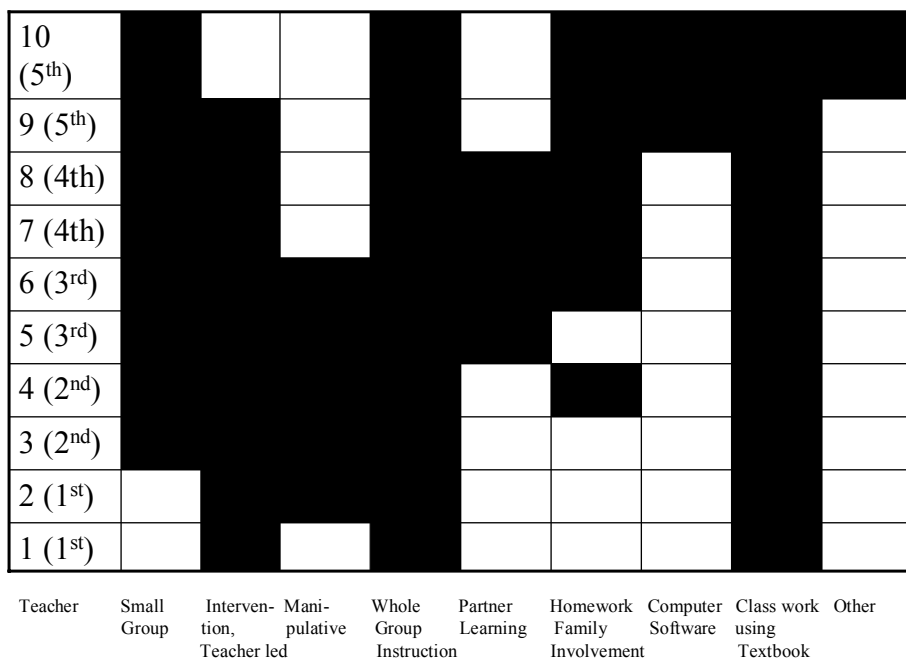 10
(5th)
9 (5th)
8 (4th)
7 (4th)
6 (3rd)
5 (3rd)
4 (2nd)
3 (2nd)
2 (1st)
1 (1st)
Teacher Small Interven- Mani- Whole Partner Homework Computer Class work Other
Group tion, pulative Group Learning Family Software using
Teacher led Instruction Involvement Textbook